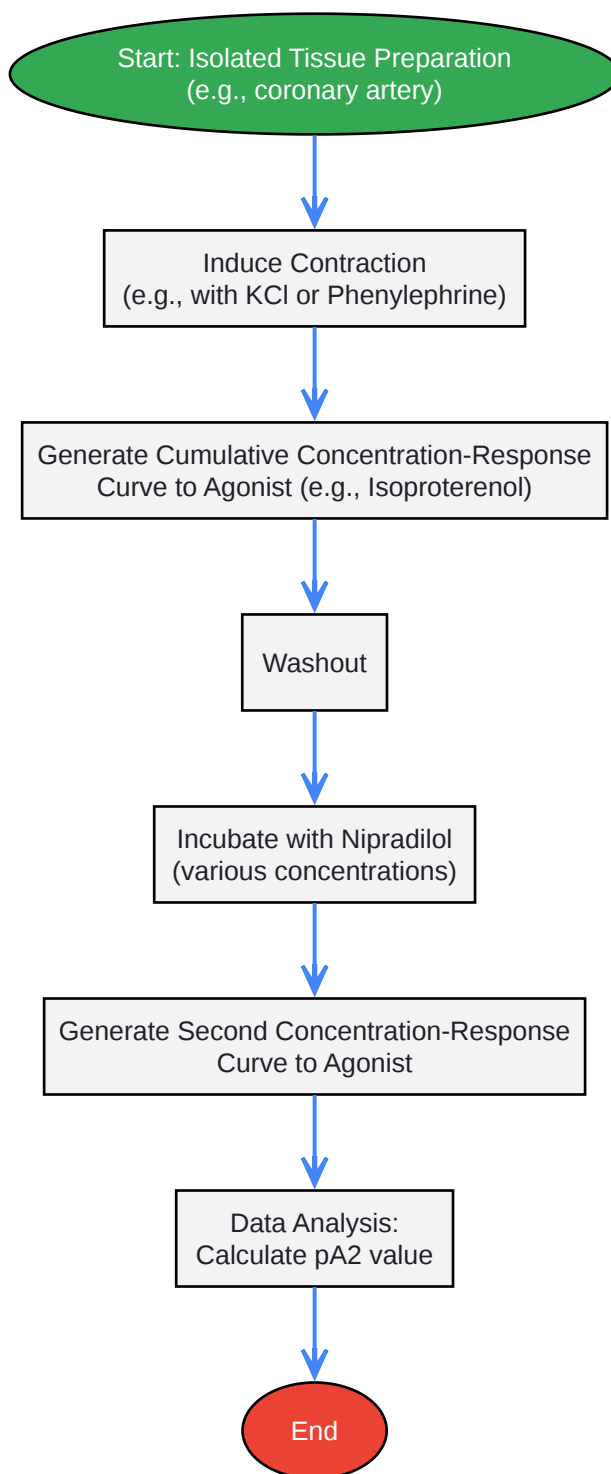 Start: Isolated Tissue Preparation
(e.g., coronary artery)
Induce Contraction
(e.g., with KCl or Phenylephrine)
Generate Cumulative Concentration-Response
Curve to Agonist (e.g., Isoproterenol)
Washout
Incubate with Nipradilol
(various concentrations)
Generate Second Concentration-Response
Curve to Agonist
Data Analysis:
Calculate pA2 value
End